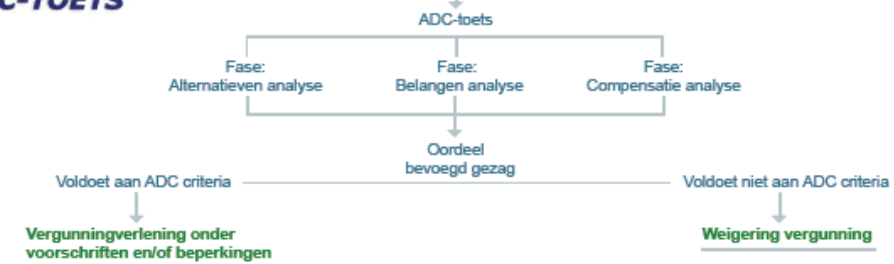 C-TOETS
ADC-toets
Fase:
Alternatieven analyse
Fase:
Belangen analyse
Fase:
Compensatie analyse
Oordeel
bevoegd gezag
Voldoet aan ADC criteria
Voldoet niet aan ADC criteria
Vergunningverlening onder
voorschriften en/of beperkingen
Weigering vergunning